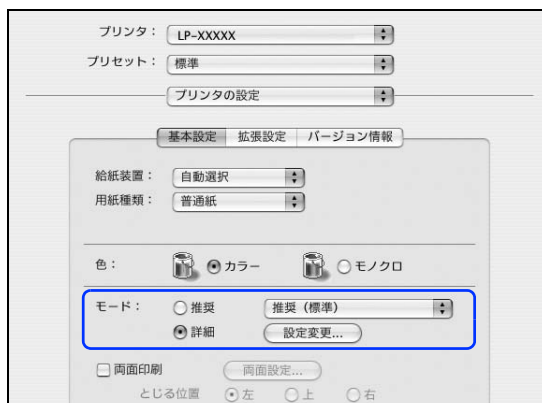 プリンタ： LP-XXXXX
プリセット： 標準
プリンタの設定
基本設定 拡張設定 バージョン情報
給紙装置： 自動選択
用紙種類： 普通紙
色： カラー モノクロ
モード： 推奨 推奨（標準）
詳細 設定変更...
両面印刷 両面設定...
とじる位置 左 上 右